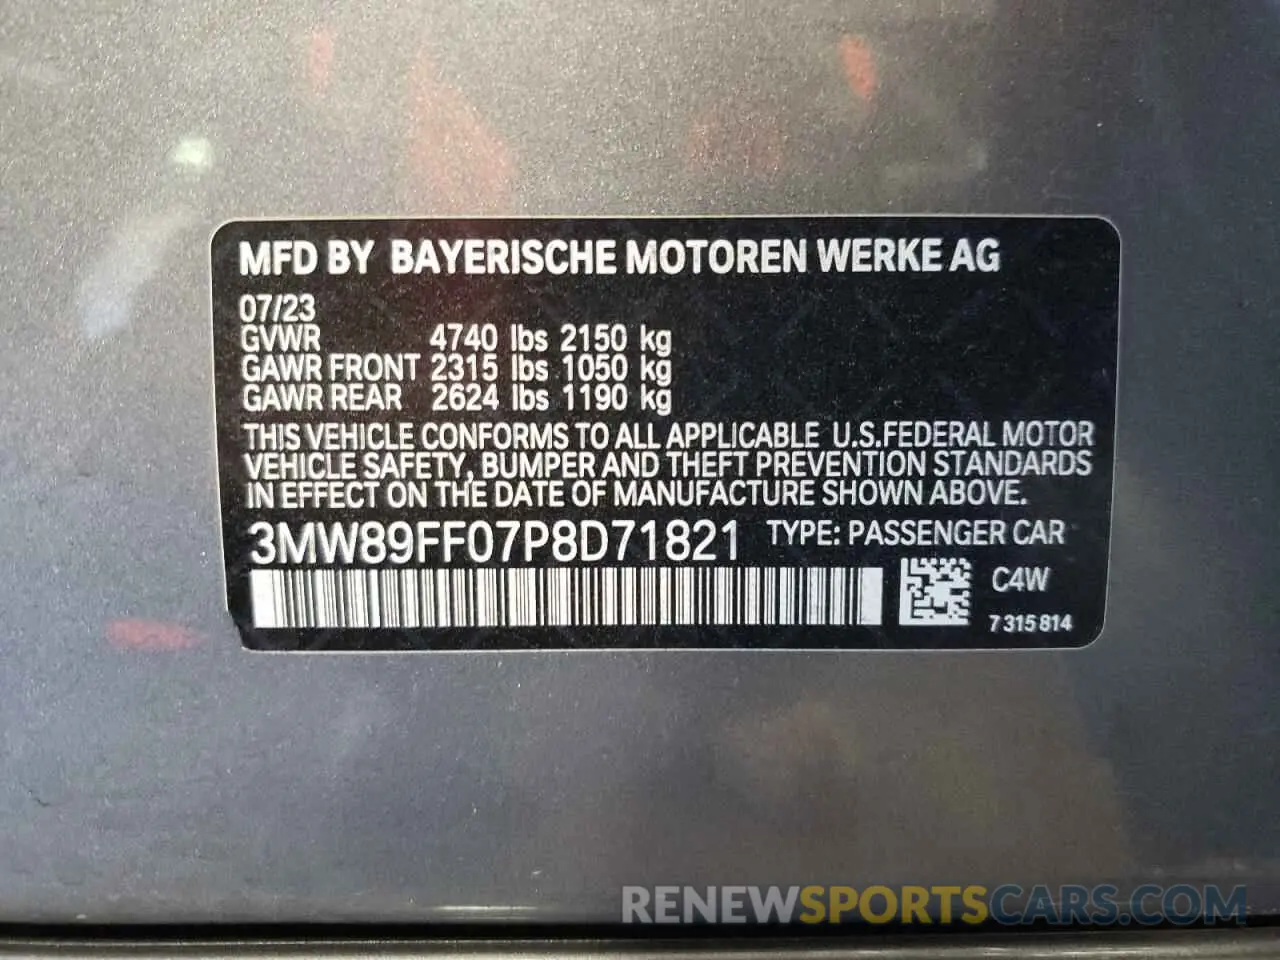 MFD BY BAYERISCHE MOTOREN WERKE AG
07/23
GVWR 4740 lbs 2150 kg
GAWR FRONT 2315 lbs 1050 kg
GAWR REAR 2624 lbs 1190 kg
THIS VEHICLE CONFORMS TO ALL APPLICABLE U.S.FEDERAL MOTOR
VEHICLE SAFETY, BUMPER AND THEFT PREVENTION STANDARDS
IN EFFECT ON THE DATE OF MANUFACTURE SHOWN ABOVE.
3MW89FF07P8D71821 TYPE: PASSENGER CAR
C4W
7 315 814
RENEWSPORTSCARS.COM